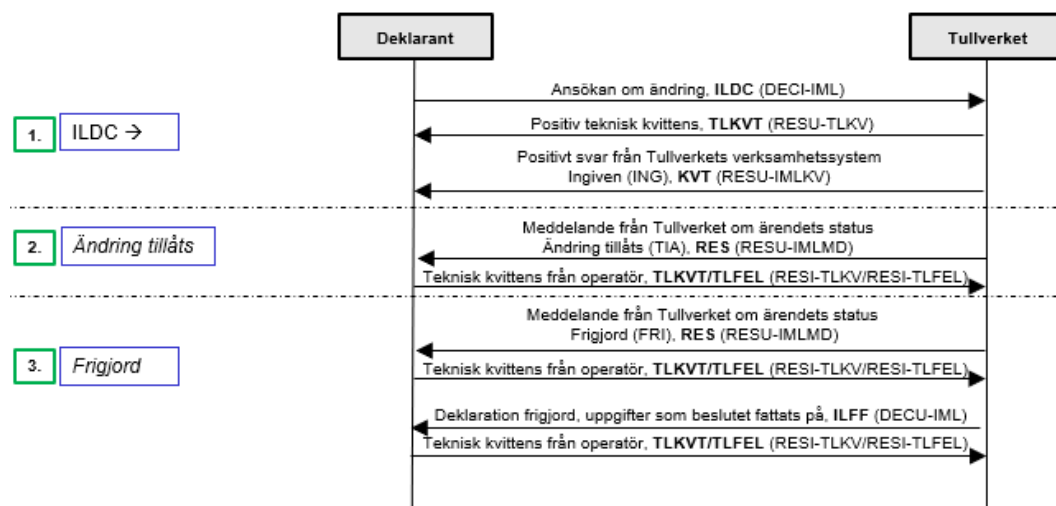 Deklarant
Tullverket
Ansökan om ändring, ILDC (DECI-IML)
1.
ILDC →
Positiv teknisk kvittens, TLKVT (RESU-TLKV)
Positivt svar från Tullverkets verksamhetssystem
Ingiven (ING), KVT (RESU-IMLKV)
2.
Ändring tillåts
Meddelande från Tullverket om ärendets status
Ändring tillåts (TIA), RES (RESU-IMLMD)
Teknisk kvittens från operatör, TLKVT/TLFEL (RESI-TLKV/RESI-TLFEL)
3.
Frigjord
Meddelande från Tullverket om ärendets status
Frigjord (FRI), RES (RESU-IMLMD)
Teknisk kvittens från operatör, TLKVT/TLFEL (RESI-TLKV/RESI-TLFEL)
Deklaration frigjord, uppgifter som beslutet fattats på, ILFF (DECU-IML)
Teknisk kvittens från operatör, TLKVT/TLFEL (RESI-TLKV/RESI-TLFEL)